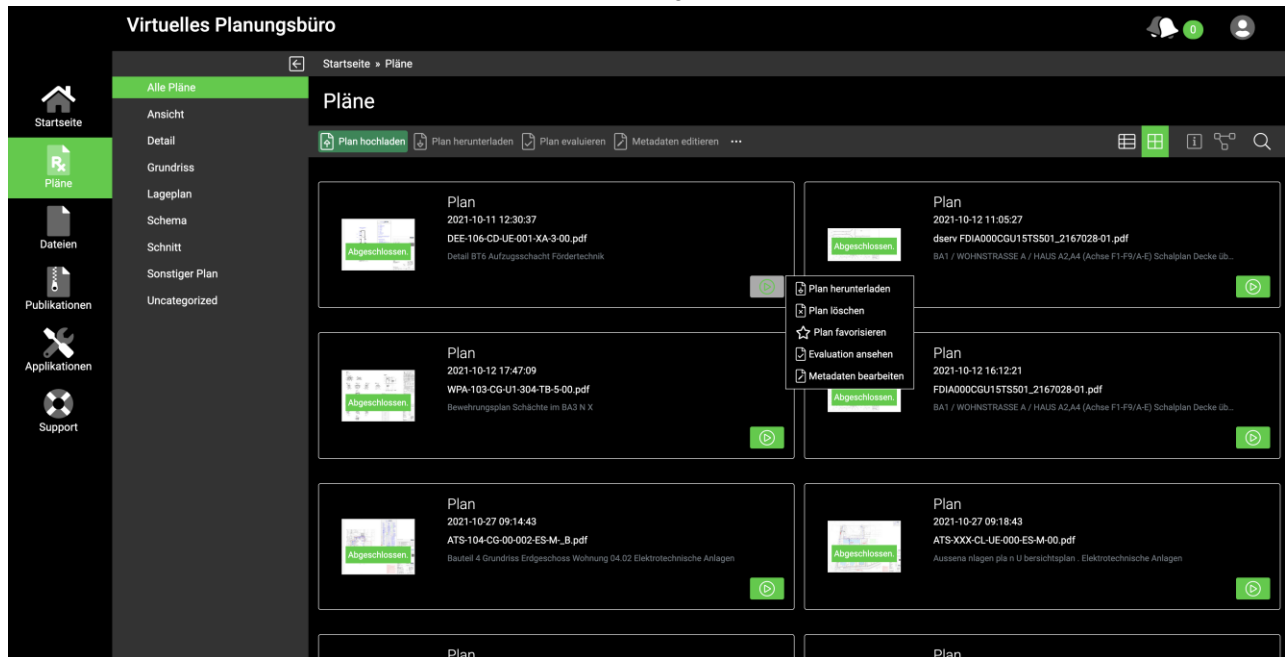 Virtuelles Planungsbüro
0
Startseite
Pläne
Dateien
Publikationen
Applikationen
Support
Alle Pläne
Ansicht
Detail
Grundriss
Lageplan
Schema
Schnitt
Sonstiger Plan
Uncategorized
Startseite » Pläne
Pläne
Plan hochladen Plan herunterladen Plan evaluieren Metadaten editieren ...
Plan
2021-10-11 12:30:37
DEE-106-CD-UE-001-XA-3-00.pdf
Detail BT6 Aufzugsschacht Fördertechnik
Abgeschlossen.
Plan
2021-10-12 11:05:27
dserv FDIA000CGU15TS501_2167028-01.pdf
BA1 / WOHNSTRASSE A / HAUS A2,A4 (Achse F1-F9/A-E) Schalplan Decke üb...
Abgeschlossen.
Plan herunterladen
Plan löschen
Plan favorisieren
Evaluation ansehen
Metadaten bearbeiten
Plan
2021-10-12 17:47:09
WPA-103-CG-U1-304-TB-5-00.pdf
Bewehrungsplan Schächte im BA3 N X
Abgeschlossen.
Plan
2021-10-12 16:12:21
FDIA000CGU15TS501_2167028-01.pdf
BA1 / WOHNSTRASSE A / HAUS A2,A4 (Achse F1-F9/A-E) Schalplan Decke üb...
Abgeschlossen.
Plan
2021-10-27 09:14:43
ATS-104-CG-00-002-ES-M-_B.pdf
Bauteil 4 Grundriss Erdgeschoss Wohnung 04.02 Elektrotechnische Anlagen
Abgeschlossen.
Plan
2021-10-27 09:18:43
ATS-XXX-CL-UE-000-ES-M-00.pdf
Aussena nlagen pla n U bersichtsplan . Elektrotechnische Anlagen
Abgeschlossen.
Plan
Plan